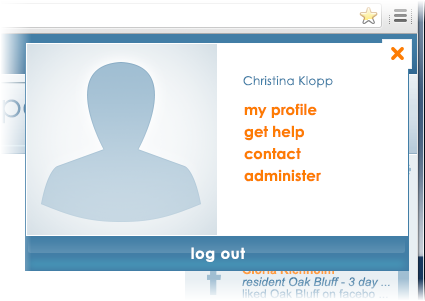 Christina Klopp
my profile
get help
contact
administer
log out
resident Oak Bluff - 3 day ...
liked Oak Bluff on facebo ...